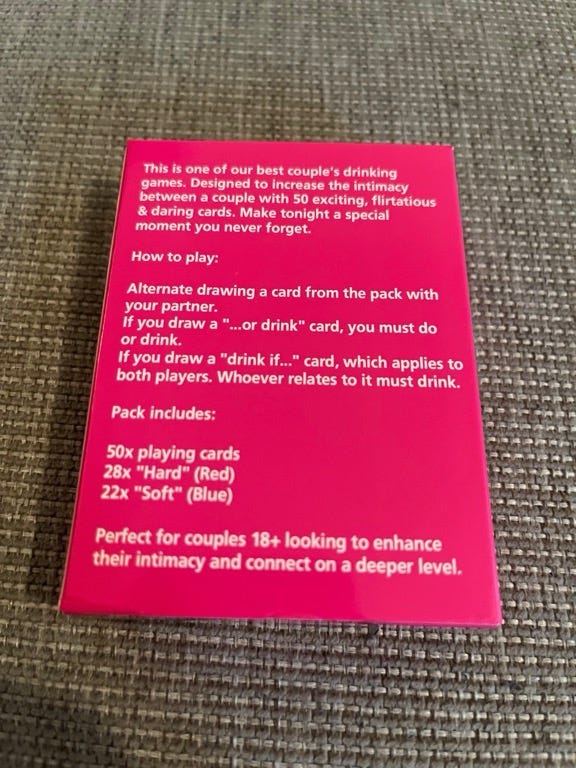 This is one of our best couple's drinking
games. Designed to increase the intimacy
between a couple with 50 exciting, flirtatious
& daring cards. Make tonight a special
moment you never forget.
How to play:
Alternate drawing a card from the pack with
your partner.
If you draw a "...or drink" card, you must do
or drink.
If you draw a "drink if..." card, which applies to
both players. Whoever relates to it must drink.
Pack includes:
50x playing cards
28x "Hard" (Red)
22x "Soft" (Blue)
Perfect for couples 18+ looking to enhance
their intimacy and connect on a deeper level.